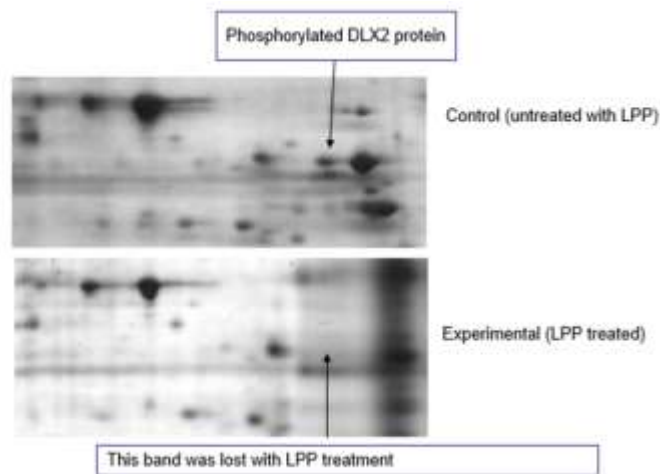 Phosphorylated DLX2 protein
Control (untreated with LPP)
Experimental (LPP treated)
This band was lost with LPP treatment